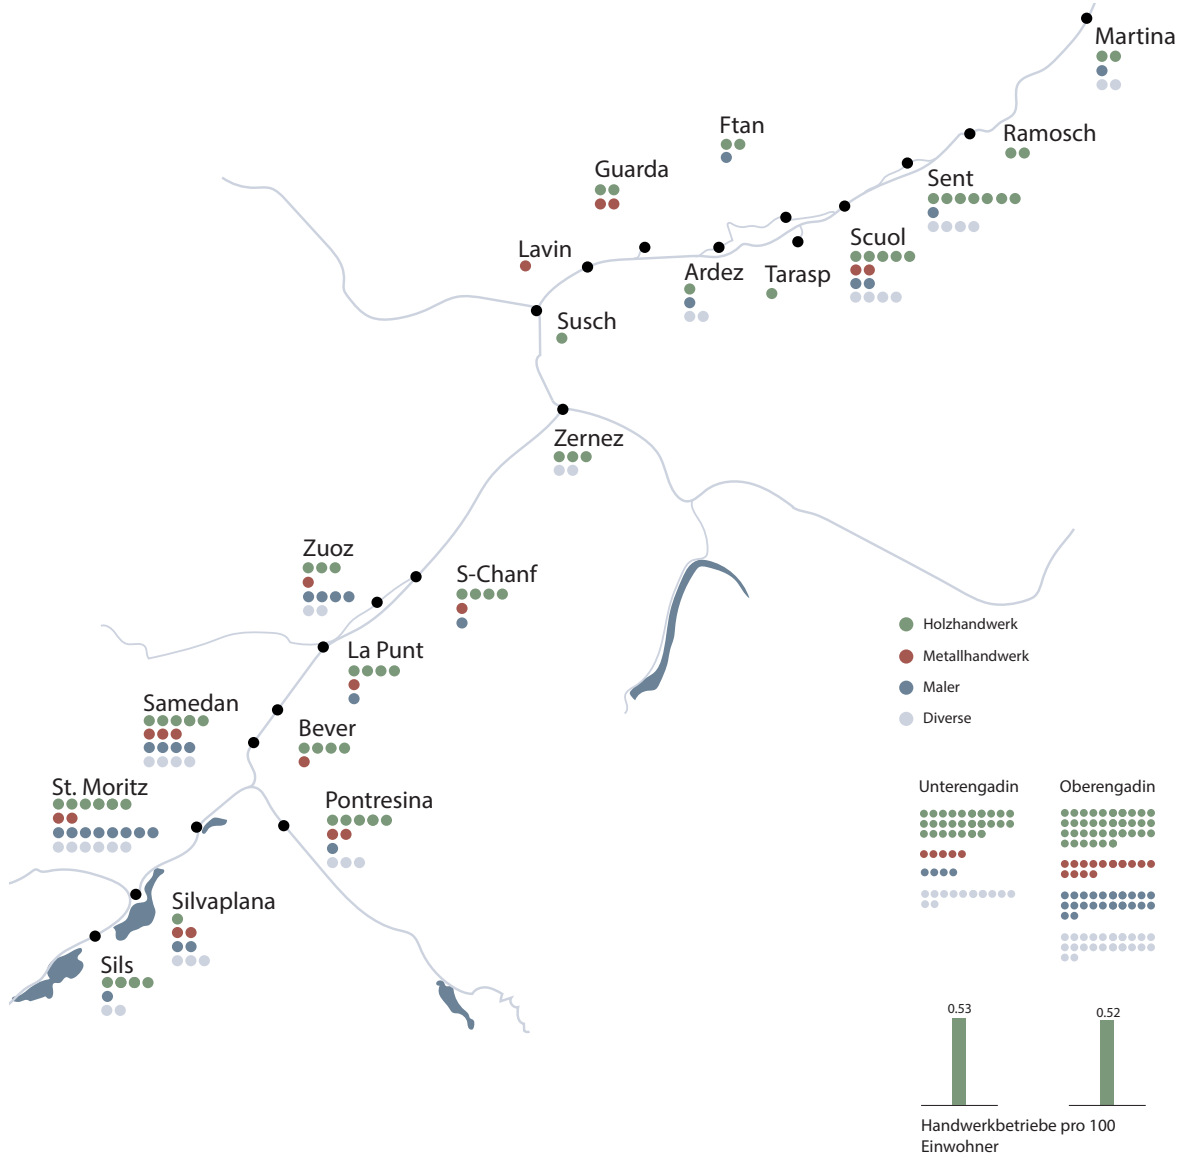 Martina
Ftan
Ramosch
Guarda
Sent
Scuol
Lavin
Ardez
Tarasp
Susch
Zernez
Zuoz
S-Chanf
Holzhandwerk
La Punt
Metallhandwerk
Maler
Samedan
Diverse
Bever
St. Moritz
Unterengadin
Oberengadin
Pontresina
Silvaplana
Sils
0.53
0.52
Handwerkbetriebe pro 100
Einwohner